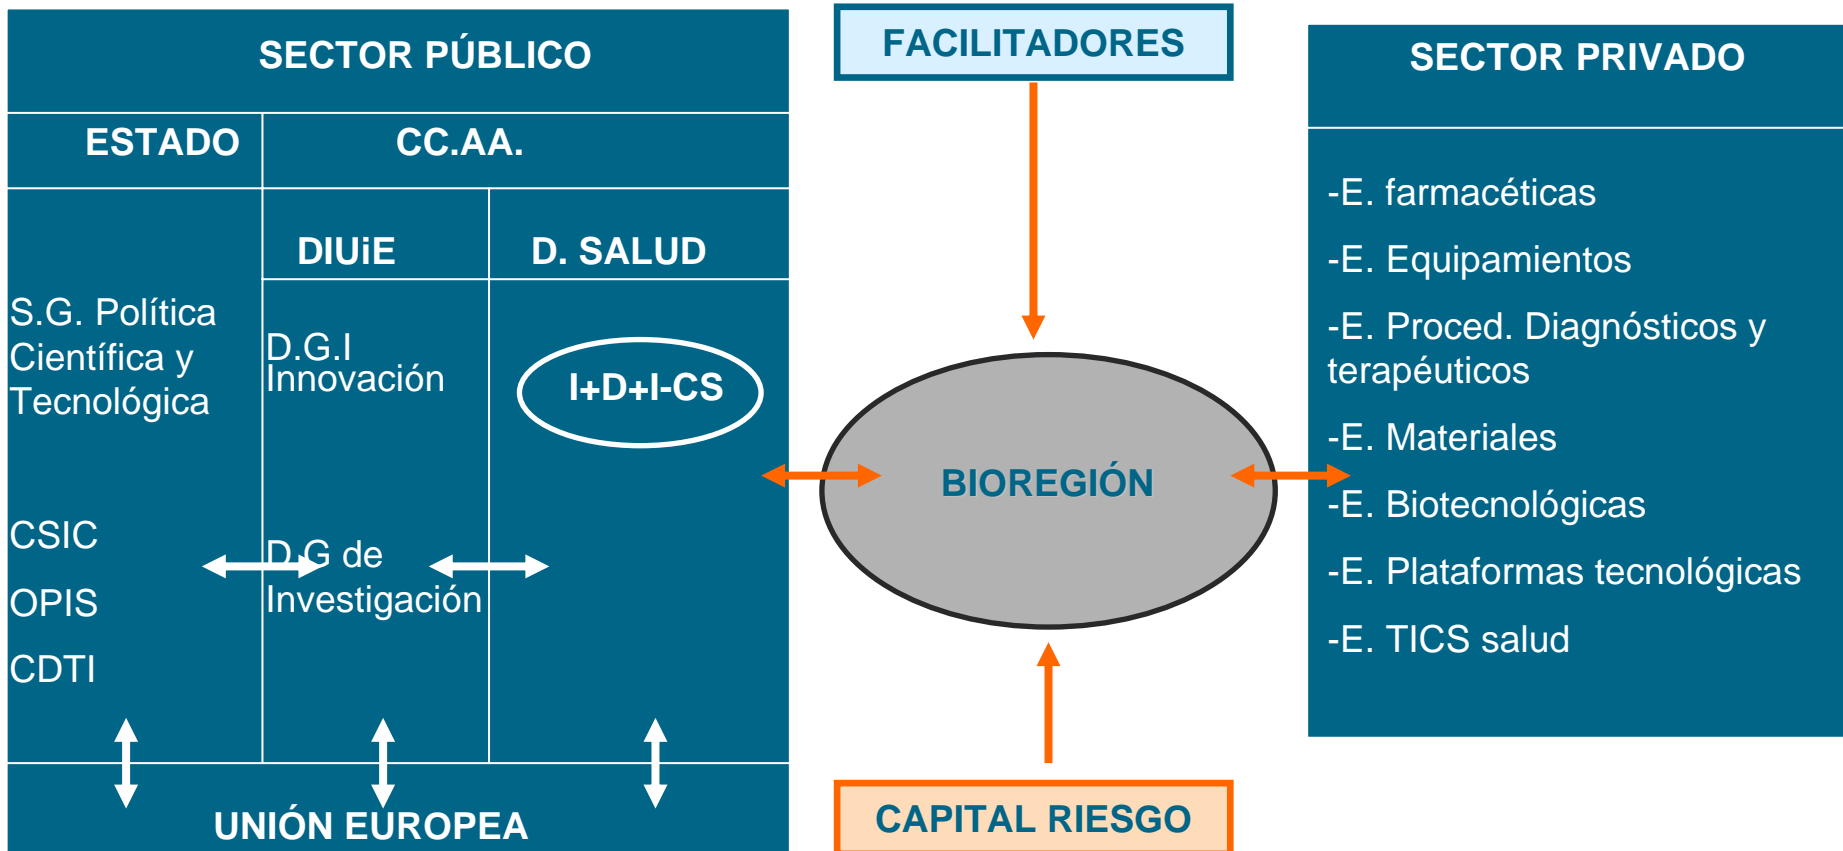 SECTOR PÚBLICO
ESTADO
CC.AA.
DIUiE
D. SALUD
S.G. Política
Científica y
Tecnológica
CSIC
OPIS
CDTI
D.G.I
Innovación
D.G de
Investigación
I+D+I-CS
UNIÓN EUROPEA
FACILITADORES
BIOREGIÓN
CAPITAL RIESGO
SECTOR PRIVADO
-E. farmacéticas
-E. Equipamientos
-E. Proced. Diagnósticos y
terapéuticos
-E. Materiales
-E. Biotecnológicas
-E. Plataformas tecnológicas
-E. TICS salud